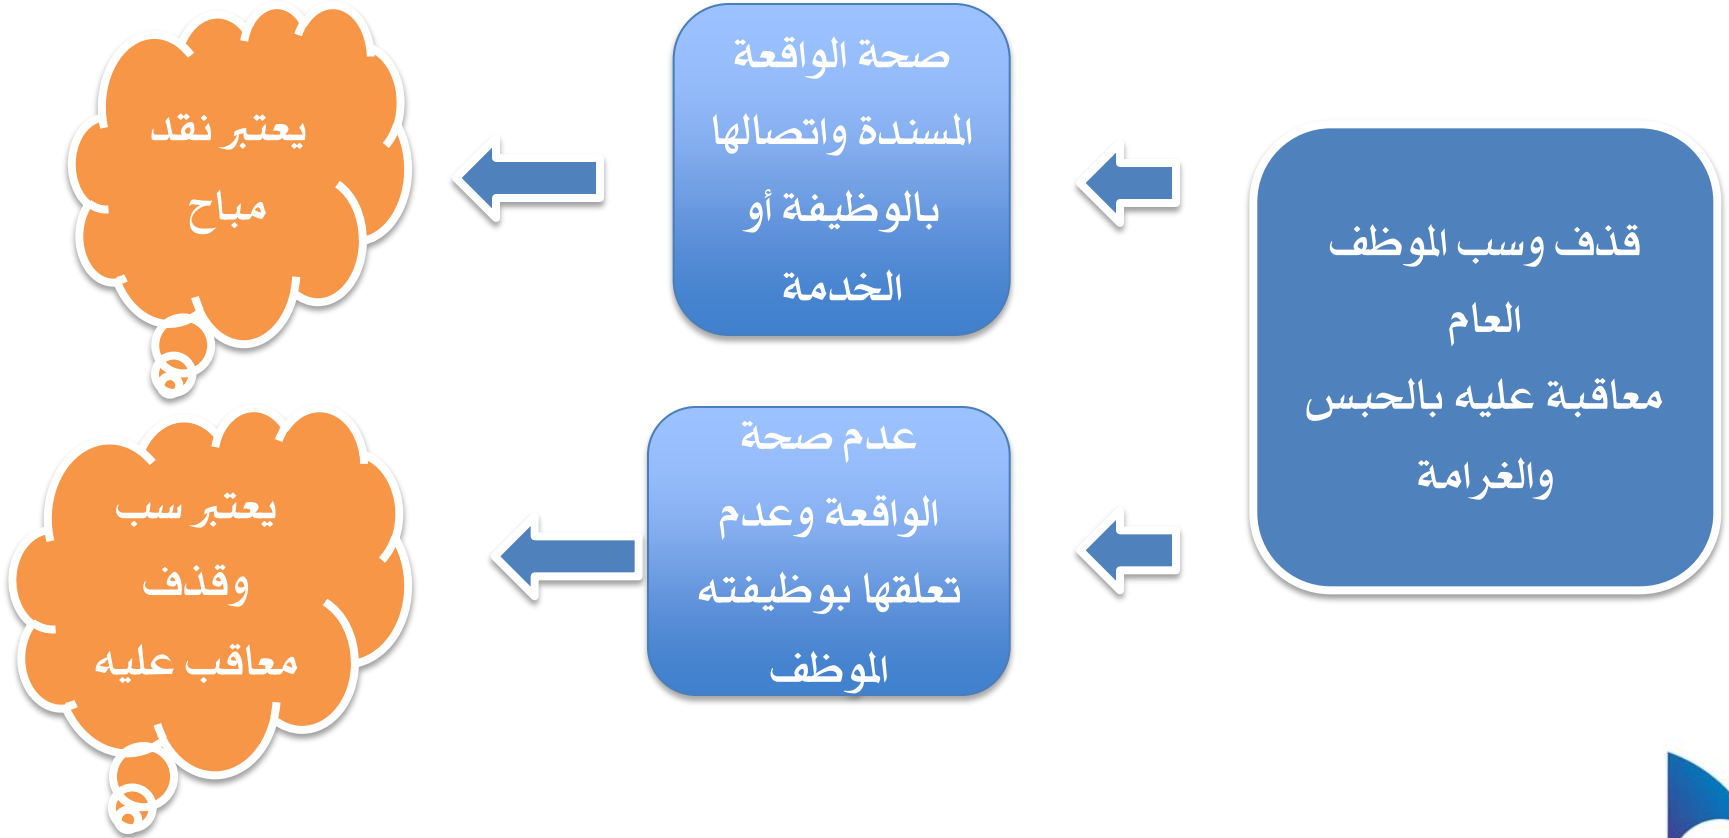 قذف وسب الموظف
العام
معاقبة عليه بالحبس
والغرامة
صحة الواقعة
المسندة واتصالها
بالوظيفة أو
الخدمة
يعتبر نقد
مباح
عدم صحة
الواقعة وعدم
تعلقها بوظيفته
الموظف
يعتبر سب
وقذف
معاقب عليه